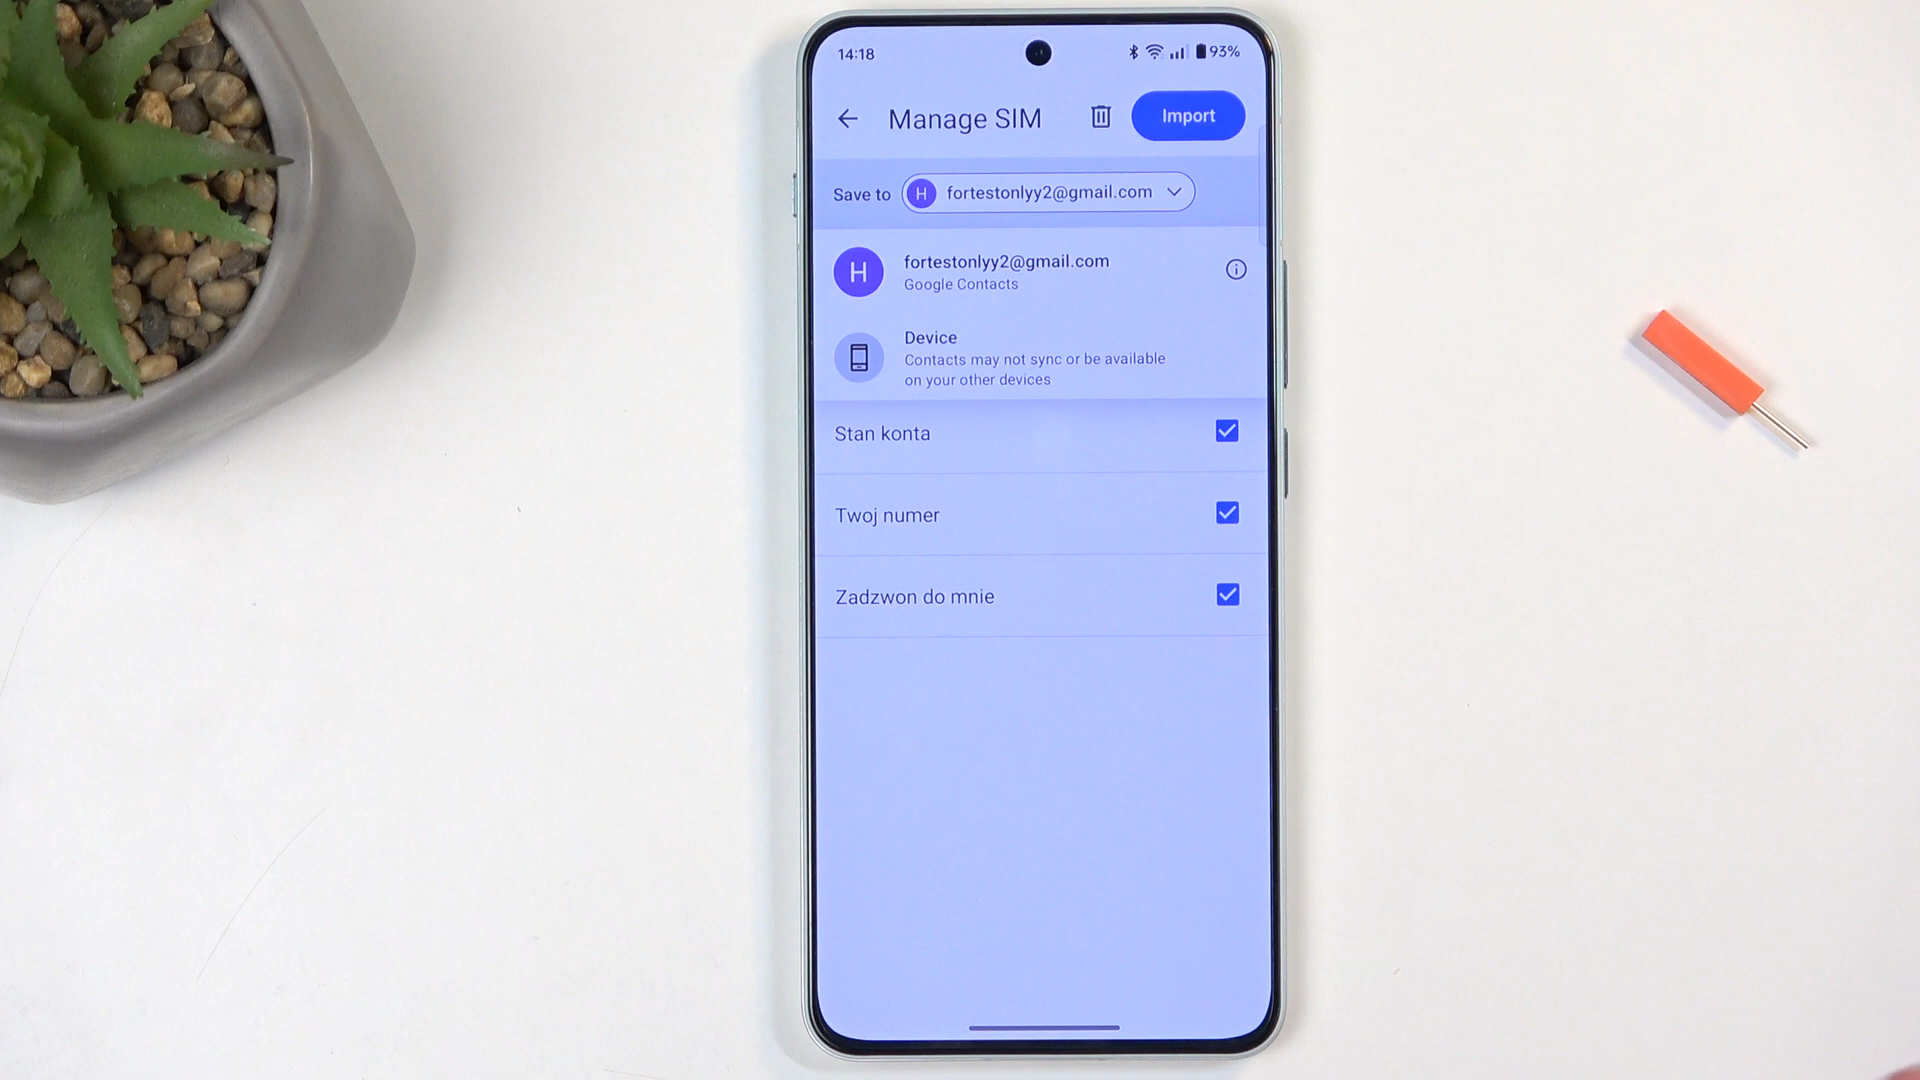 14:18
93%
Manage SIM
Import
Save to
H
fortestonlyy2@gmail.com
H
fortestonlyy2@gmail.com
Google Contacts
Device
Contacts may not sync or be available
on your other devices
Stan konta
Twoj numer
Zadzwon do mnie